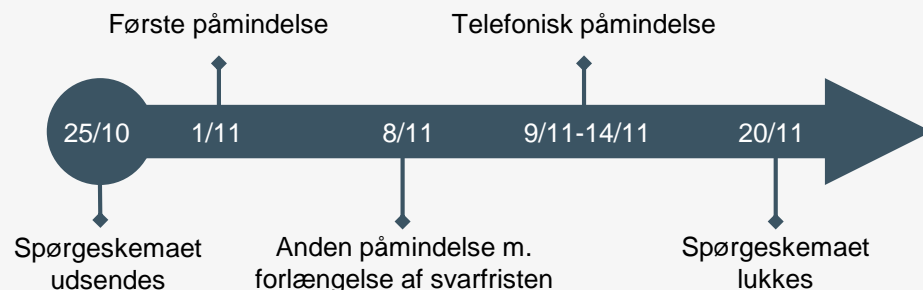 Første påmindelse
Telefonisk påmindelse
25/10
1/11
8/11
9/11-14/11
20/11
Spørgeskemaet
udsendes
Anden påmindelse m.
forlængelse af svarfristen
Spørgeskemaet
lukkes